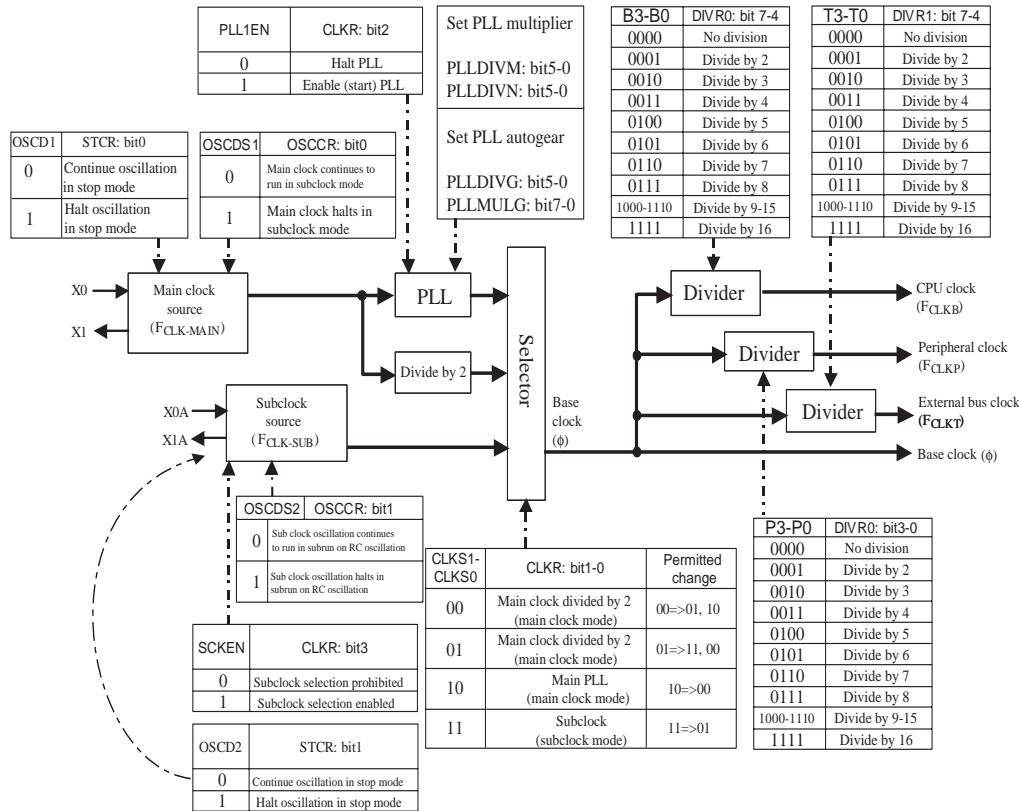 PLL1EN CLKR: bit2
0 Halt PLL
1 Enable (start) PLL
Set PLL multiplier
PLLDIVM: bit5-0
PLLDIVN: bit5-0
Set PLL autogear
PLLDIVG: bit5-0
PLLMULG: bit7-0
B3-B0 DIVR0: bit 7-4
0000 No division
0001 Divide by 2
0010 Divide by 3
0011 Divide by 4
0100 Divide by 5
0101 Divide by 6
0110 Divide by 7
0111 Divide by 8
1000-1110 Divide by 9-15
1111 Divide by 16
T3-T0 DIVR1: bit 7-4
0000 No division
0001 Divide by 2
0010 Divide by 3
0011 Divide by 4
0100 Divide by 5
0101 Divide by 6
0110 Divide by 7
0111 Divide by 8
1000-1110 Divide by 9-15
1111 Divide by 16
OSCD1 STCR: bit0
0 Continue oscillation
in stop mode
1 Halt oscillation
in stop mode
OSCDS1 OSCCR: bit0
0 Main clock continues to
run in subclock mode
1 Main clock halts in
subclock mode
X0
X1
Main clock
source
(FCLK-MAIN)
PLL
Divide by 2
Selector
X0A
X1A
Subclock
source
(FCLK-SUB)
Base
clock
(ϕ)
Divider
CPU clock
(FCLKB)
Divider
Peripheral clock
(FCLKP)
Divider
External bus clock
(FCLKT)
Base clock (ϕ)
OSCDS2 OSCCR: bit1
0 Sub clock oscillation continues
to run in subrun on RC oscillation
1 Sub clock oscillation halts in
subrun on RC oscillation
CLKS1-
CLKS0 CLKR: bit1-0 Permitted
change
00 Main clock divided by 2
(main clock mode) 00=>01, 10
01 Main clock divided by 2
(main clock mode) 01=>11, 00
10 Main PLL
(main clock mode) 10=>00
11 Subclock
(subclock mode) 11=>01
P3-P0 DIVR0: bit3-0
0000 No division
0001 Divide by 2
0010 Divide by 3
0011 Divide by 4
0100 Divide by 5
0101 Divide by 6
0110 Divide by 7
0111 Divide by 8
1000-1110 Divide by 9-15
1111 Divide by 16
SCKEN CLKR: bit3
0 Subclock selection prohibited
1 Subclock selection enabled
OSCD2 STCR: bit1
0 Continue oscillation in stop mode
1 Halt oscillation in stop mode